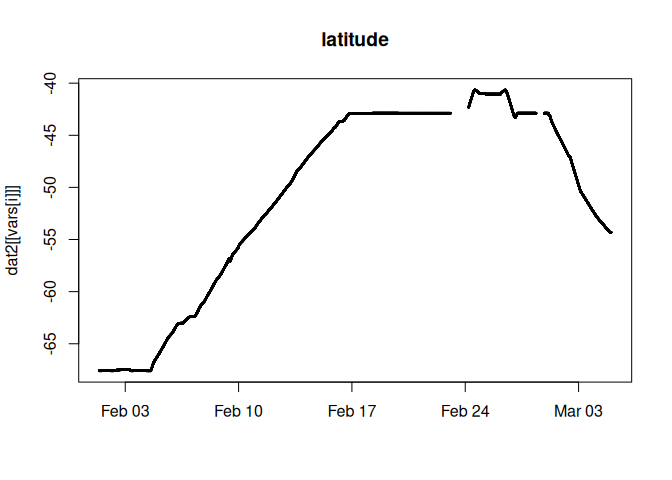 latitude
dat2[[vars[i]]]
-40
-45
-50
-55
-60
-65
Feb 03
Feb 10
Feb 17
Feb 24
Mar 03